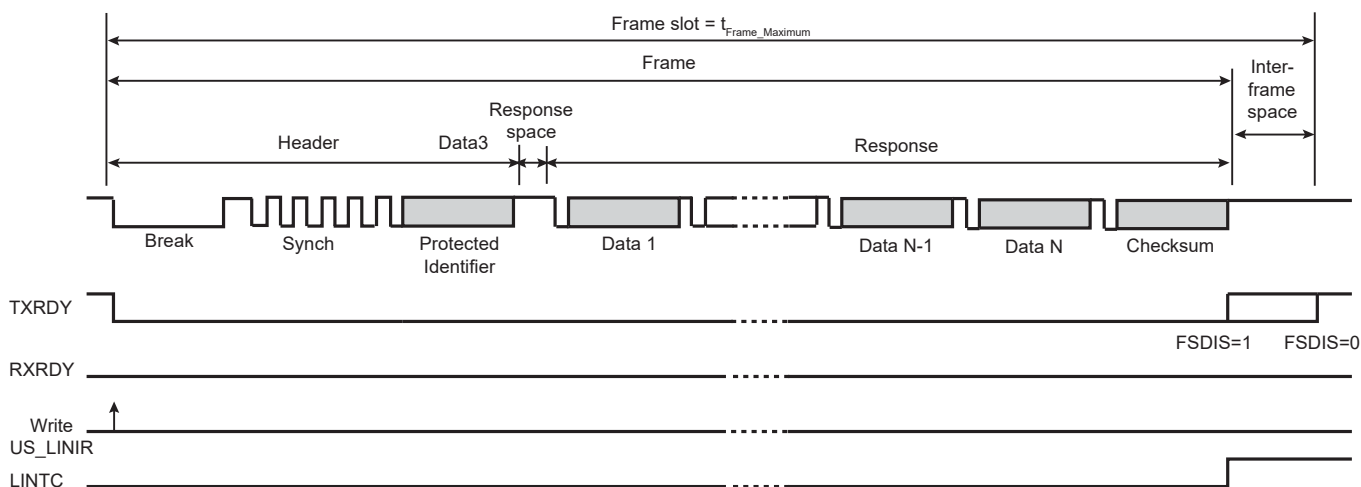 Frame slot = tFrame_Maximum
Frame
Inter-
frame
space
Response
space
Header
Data3
Response
Break
Synch
Protected
Identifier
Data 1
Data N-1
Data N
Checksum
TXRDY
FSDIS=1
FSDIS=0
RXRDY
Write
US_LINIR
LINTC